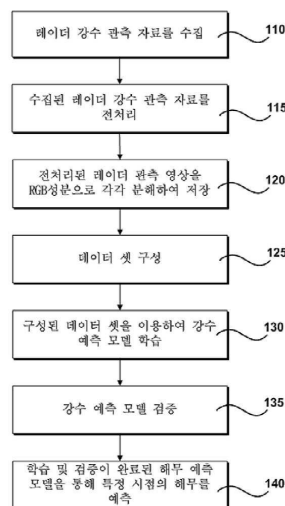 레이더 강수 관측 자료를 수집
110
수집된 레이더 강수 관측 자료를
전처리
115
전처리된 레이더 관측 영상을
RGB성분으로 각각 분해하여 저장
120
데이터 셋 구성
125
구성된 데이터 셋을 이용하여 강수
예측 모델 학습
130
강수 예측 모델 검증
135
학습 및 검증이 완료된 해무 예측
모델을 통해 특정 시점의 해무를
예측
140